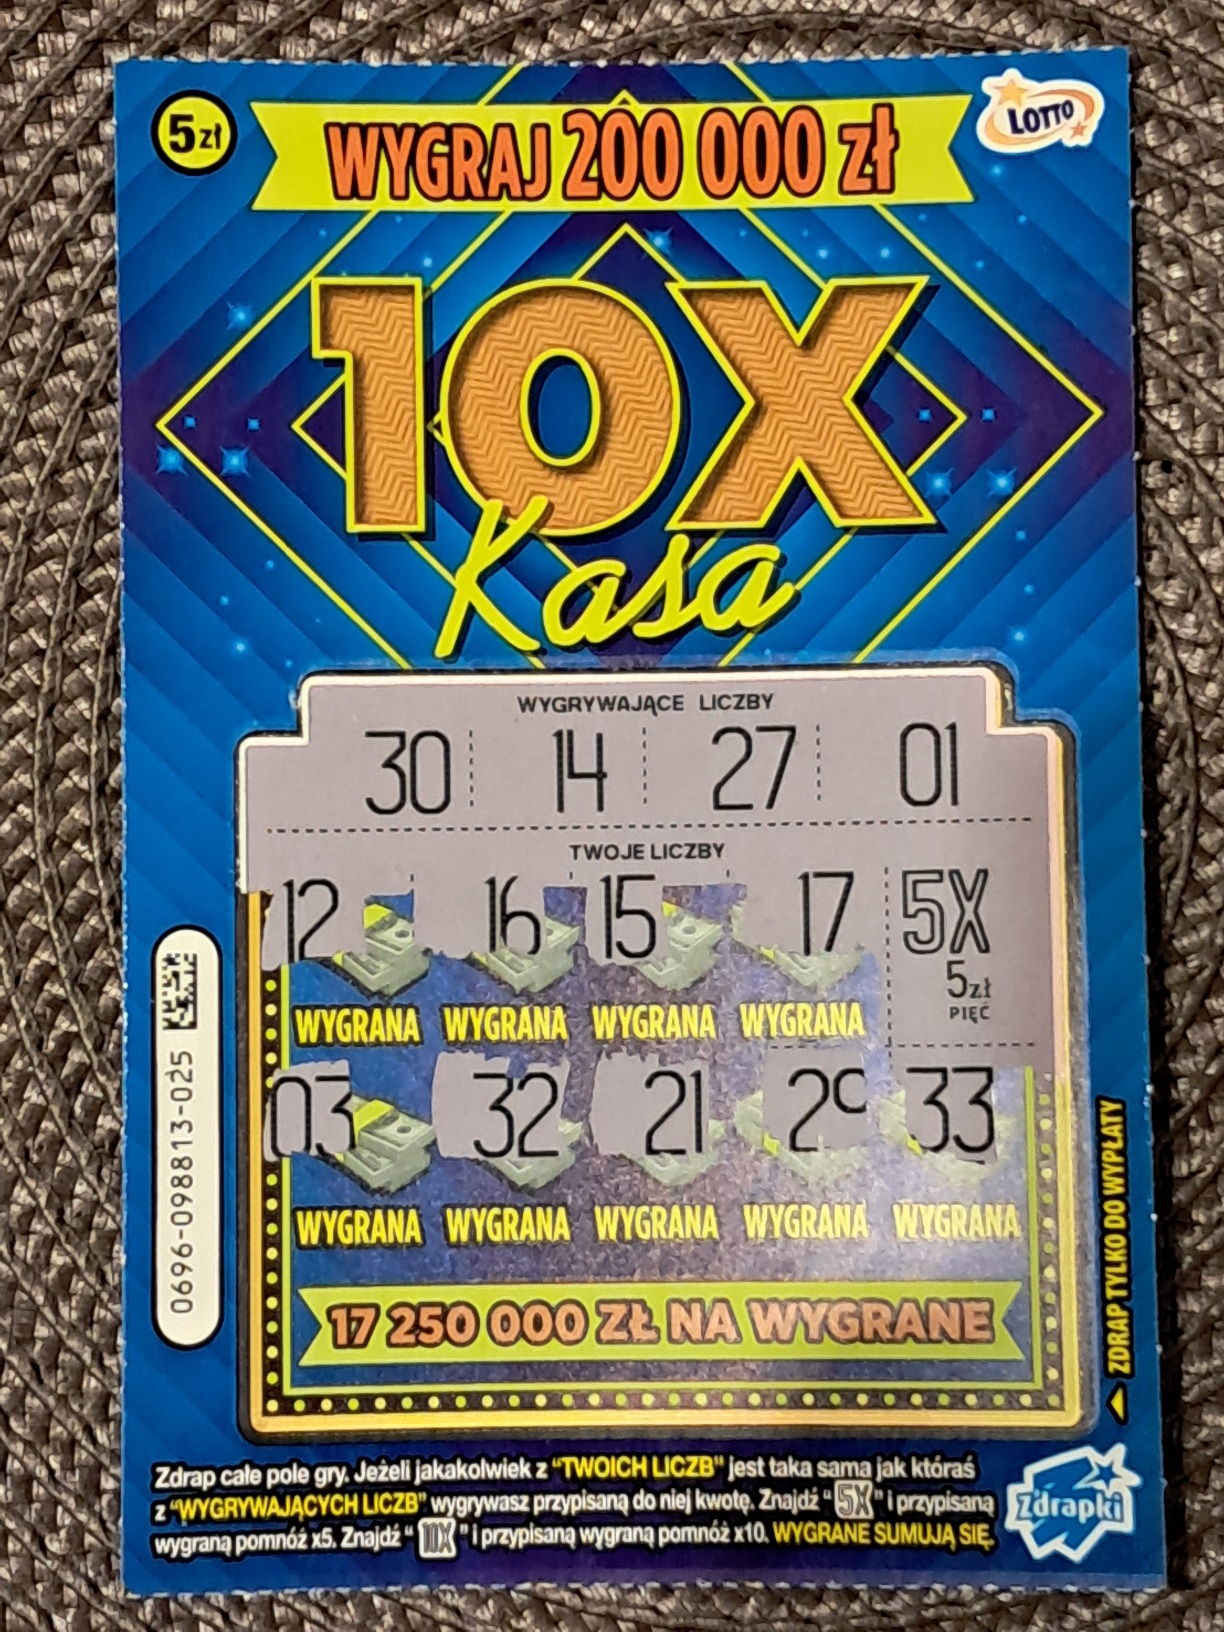 5zł
WYGRAJ 200 000 zł
LOTTO
10X
Kasa
WYGRYWAJĄCE LICZBY
30 14 27 01
TWOJE LICZBY
12 16 15 17 5X
5zł
PIĘĆ
WYGRANA WYGRANA WYGRANA WYGRANA
03 32 21 29 33
WYGRANA WYGRANA WYGRANA WYGRANA WYGRANA
17 250 000 ZŁ NA WYGRANE
0696-098813-025
ZDRAP TYLKO DO WYPŁATY
Zdrap całe pole gry. Jeżeli jakakolwiek z "TWOICH LICZB" jest taka sama jak któraś
z "WYGRYWAJĄCYCH LICZB" wygrywasz przypisaną do niej kwotę. Znajdź "5X" i przypisaną
wygraną pomnóż x5. Znajdź "10X" i przypisaną wygraną pomnóż x10. WYGRANE SUMUJĄ SIĘ.
Zdrapki